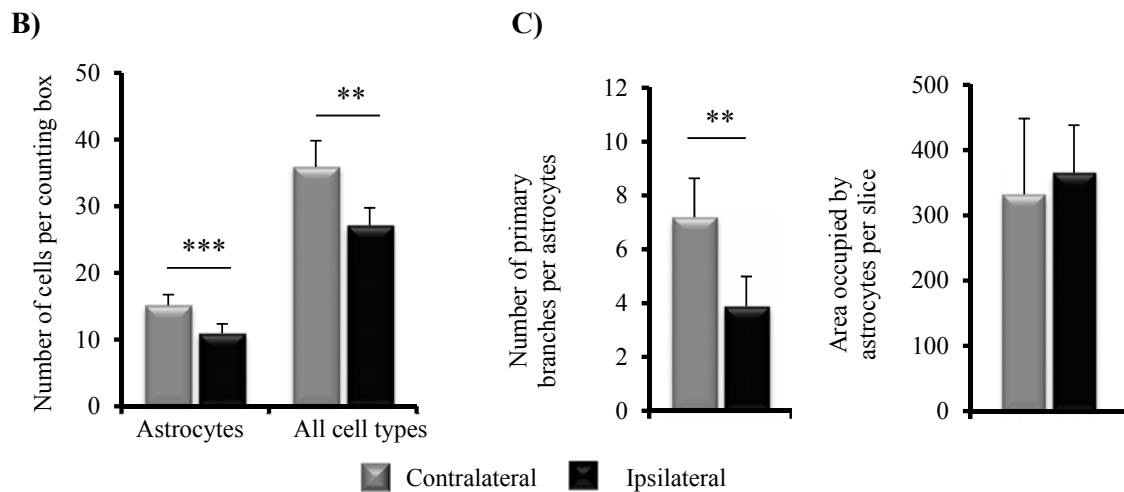 B)
Number of cells per counting box
50
40
30
20
10
0
***
**
Astrocytes
All cell types
C)
Number of primary
branches per astrocytes
12
10
8
6
4
2
0
**
Area occupied by
astrocytes per slice
500
400
300
200
100
0
Contralateral
Ipsilateral